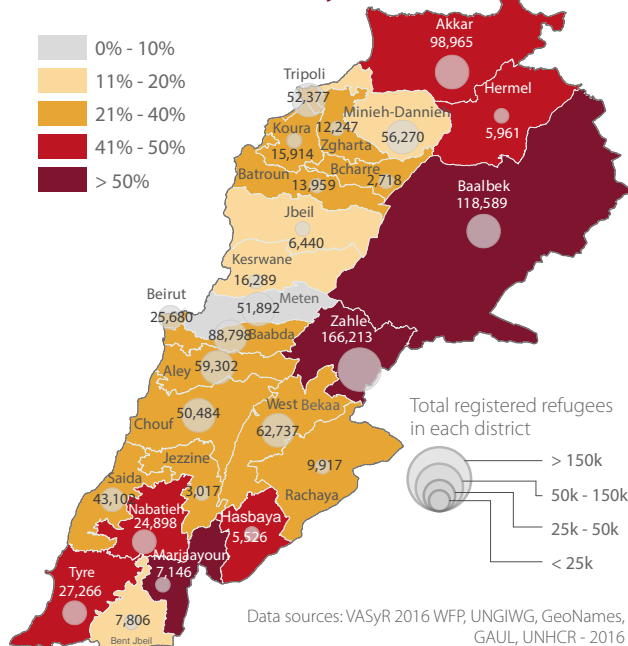 Akkar
98,965
0% - 10%
11% - 20%
21% - 40%
41% - 50%
> 50%
Tripoli
52,377
Hermel
5,961
Minieh-Dannieh
56,270
Koura
15,914
12,247
Zgharta
Bcharre
2,718
Batroun
13,959
Baalbek
118,589
Jbeil
6,440
Kesrwane
16,289
Meten
51,892
Beirut
25,680
88,798
Baabda
Zahle
166,213
Aley
59,302
Chouf
50,484
West Bekaa
62,737
Jezzine
3,017
Saida
9,917
Rachaya
Nabatieh
24,898
Hasbaya
5,526
Marjaayoun
7,146
Tyre
27,266
7,806
Bent Jbeil
Total registered refugees
in each district
> 150k
50k - 150k
25k - 50k
< 25k
Data sources: VASyR 2016 WFP, UNGIWG, GeoNames,
GAUL, UNHCR - 2016